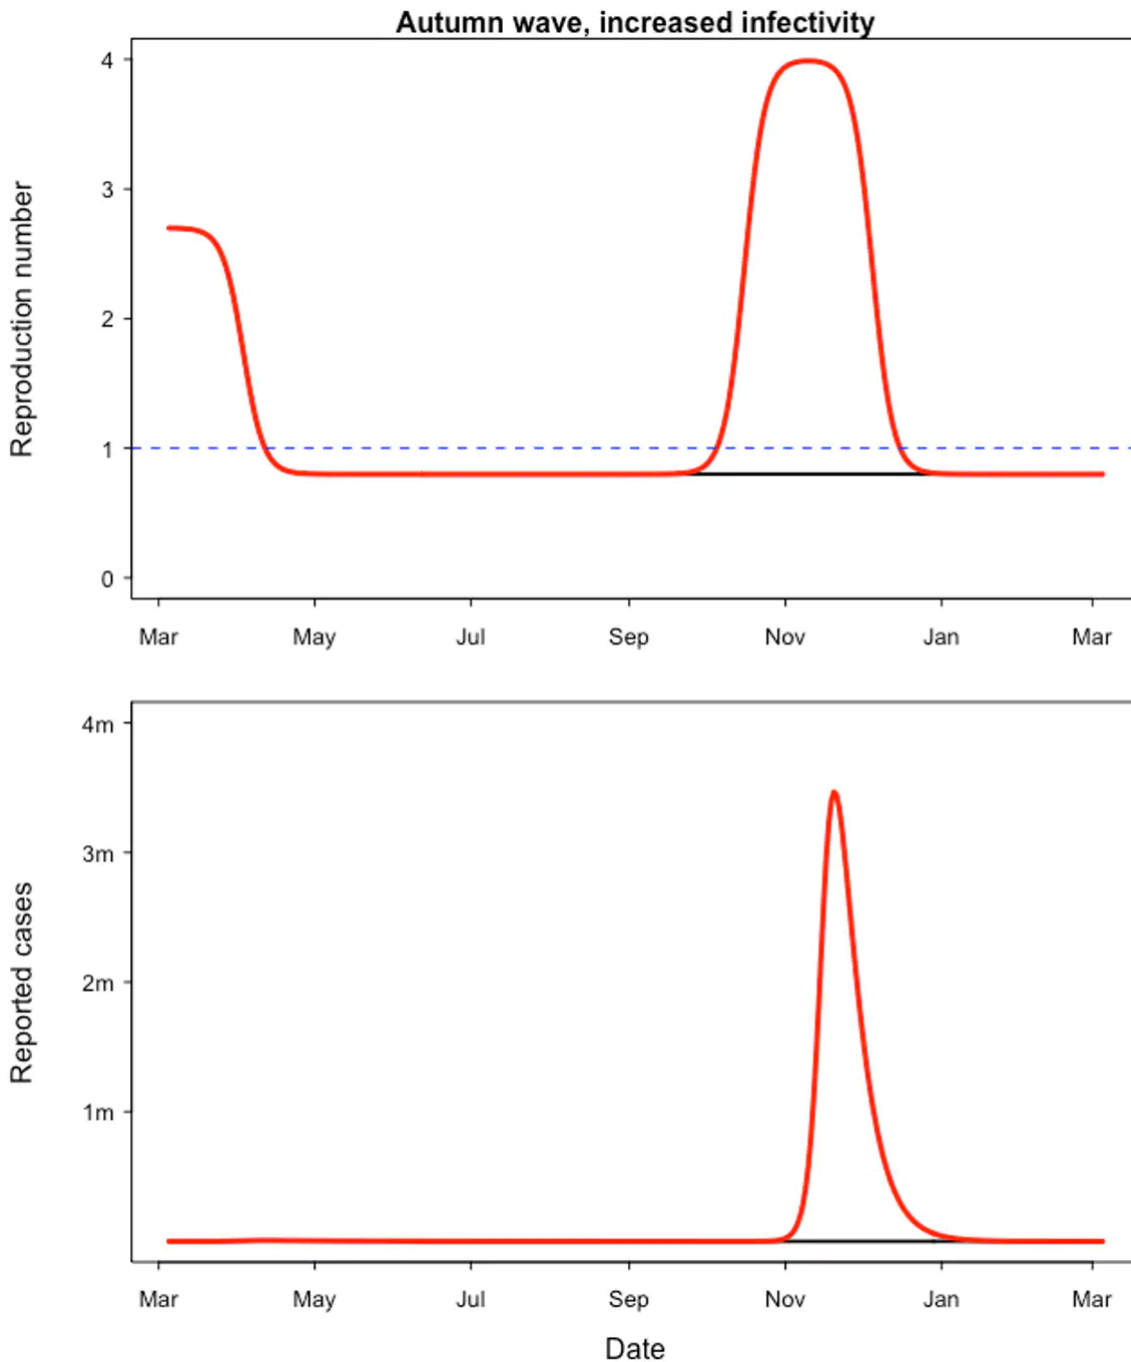 Autumn wave, increased infectivity
Reproduction number
4
3
2
1
0
Mar May Jul Sep Nov Jan Mar
Reported cases
4m
3m
2m
1m
Mar May Jul Sep Nov Jan Mar
Date